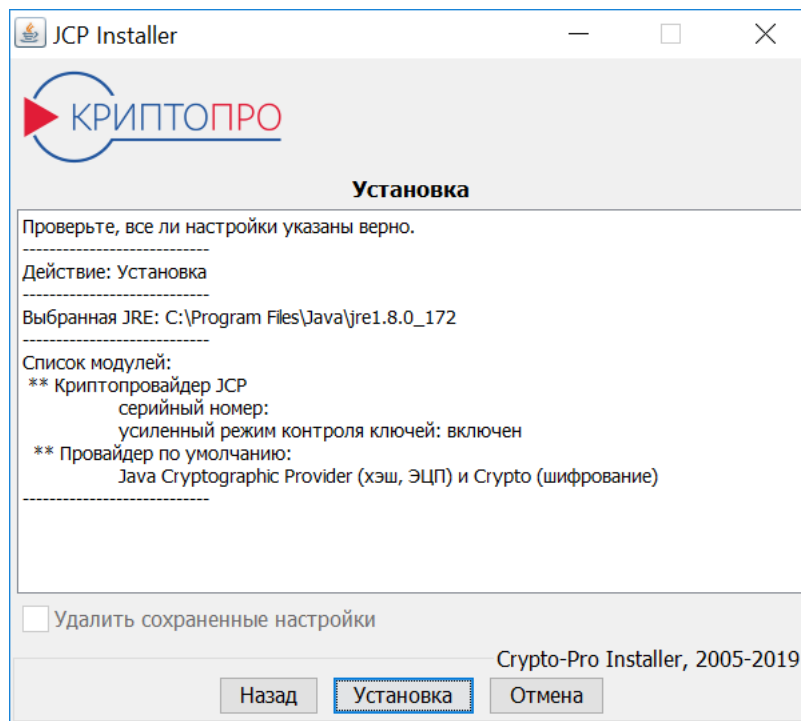 JCP Installer
КРИПТОПРО
Установка
Проверьте, все ли настройки указаны верно.
----------------------------
Действие: Установка
----------------------------
Выбранная JRE: C:\Program Files\Java\jre1.8.0_172
----------------------------
Список модулей:
** Криптопровайдер JCP
серийный номер:
усиленный режим контроля ключей: включен
** Провайдер по умолчанию:
Java Cryptographic Provider (хэш, ЭЦП) и Crypto (шифрование)
----------------------------
Удалить сохраненные настройки
Crypto-Pro Installer, 2005-2019
Назад Установка Отмена